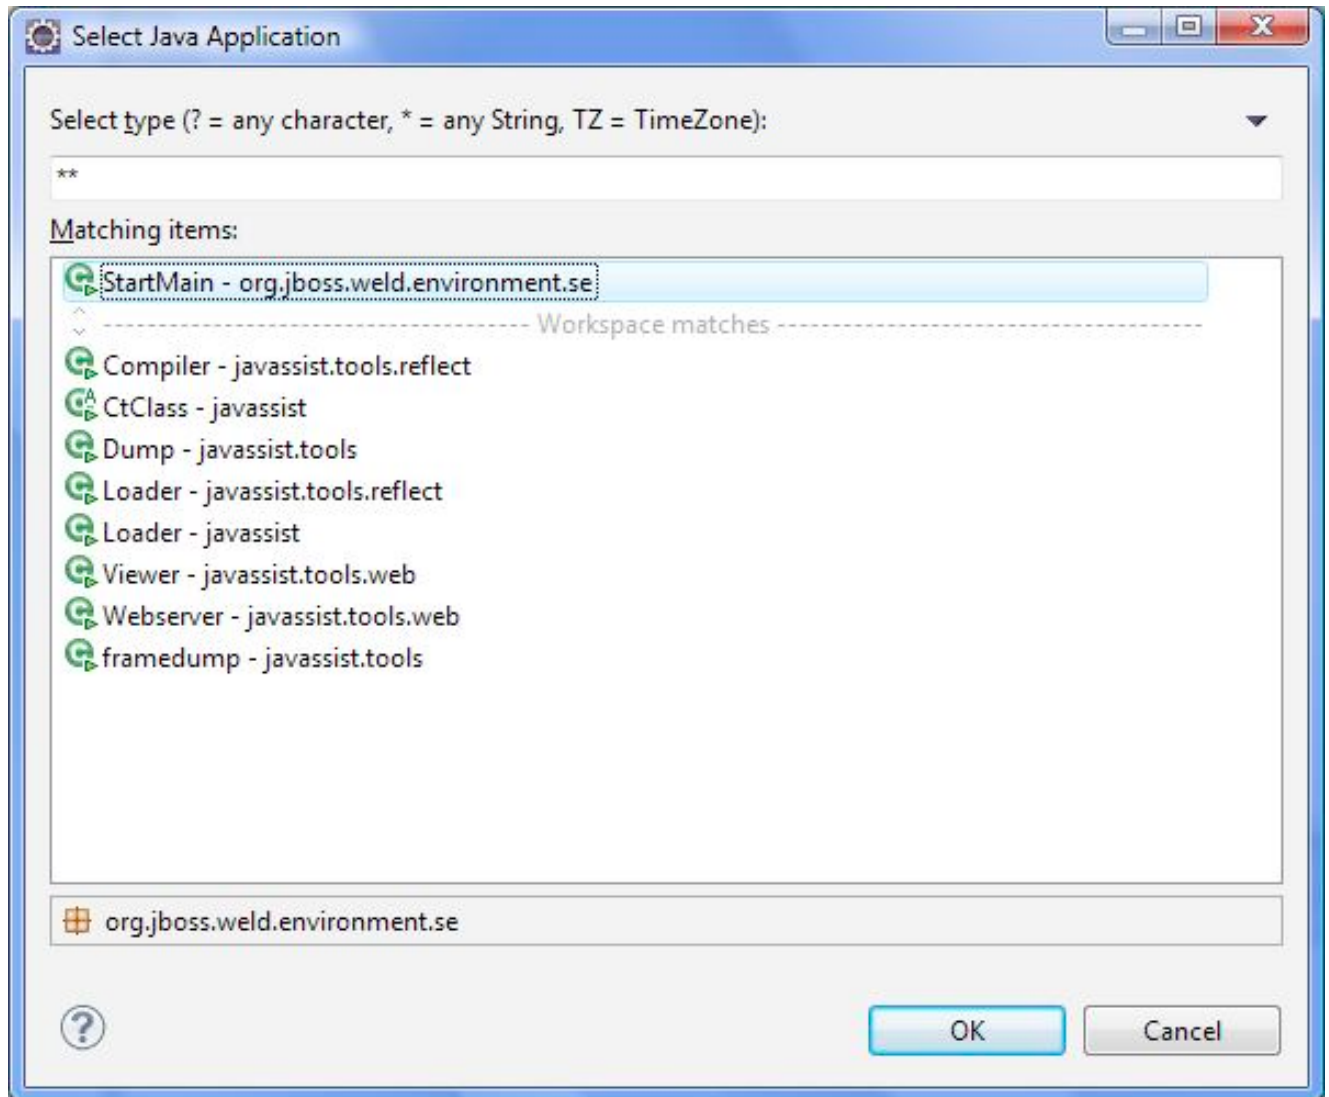 Select Java Application
Select type (? = any character, * = any String, TZ = TimeZone):
**
Matching items:
StartMain - org.jboss.weld.environment.se
Workspace matches
Compiler - javassist.tools.reflect
CtClass - javassist
Dump - javassist.tools
Loader - javassist.tools.reflect
Loader - javassist
Viewer - javassist.tools.web
Webserver - javassist.tools.web
framedump - javassist.tools
org.jboss.weld.environment.se
OK Cancel